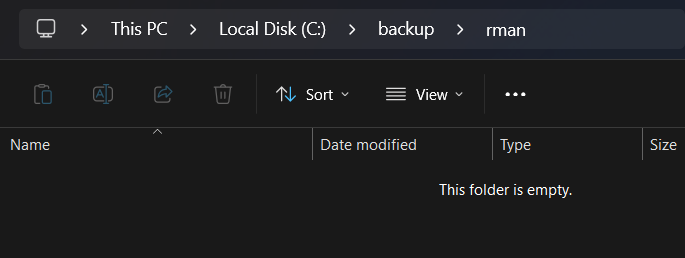 This PC > Local Disk (C:) > backup > rman
Sort View
Name Date modified Type Size
This folder is empty.